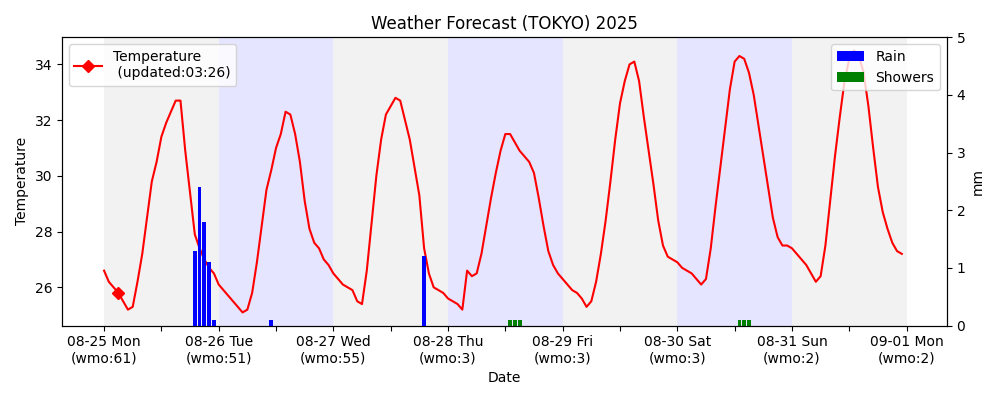 Weather Forecast (TOKYO) 2025
Temperature
(updated:03:26)
Rain
Showers
Temperature
34
32
30
28
26
5
4
3
2
1
0
mm
08-25 Mon
(wmo:61)
08-26 Tue
(wmo:51)
08-27 Wed
(wmo:55)
08-28 Thu
(wmo:3)
08-29 Fri
(wmo:3)
08-30 Sat
(wmo:3)
08-31 Sun
(wmo:2)
09-01 Mon
(wmo:2)
Date